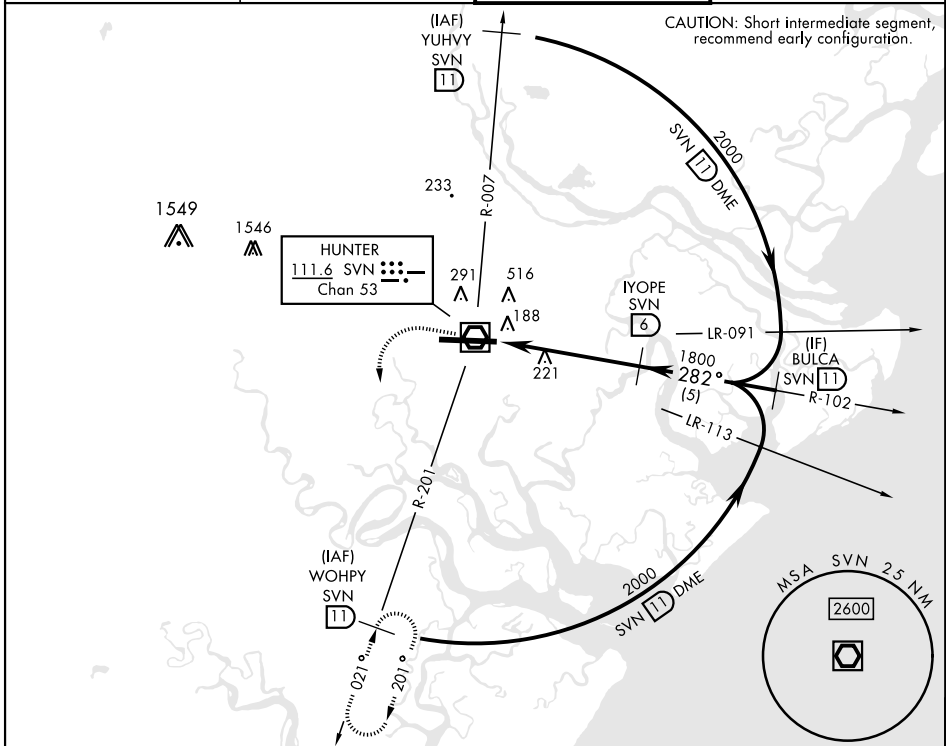 CAUTION: Short intermediate segment,
recommend early configuration.
(IAF)
YUHVY
SVN
11
2000
SVN 11 DME
R-007
233
1549
1546
HUNTER
111.6 SVN
Chan 53
291
516
188
221
IYOPE
SVN
6
LR-091
1800
282°
(5)
(IF)
BULCA
SVN 11
R-102
LR-113
R-201
(IAF)
WOHPY
SVN
11
2000
SVN 11 DME
021°
201°
MSA SVN 25 NM
2600